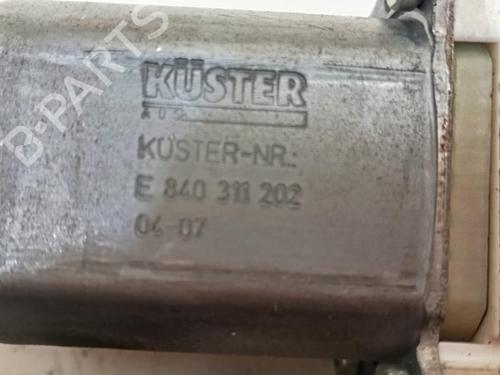 KÜSTER
KÜSTER-NR.:
E 840 311 202
04-07
B-PARTS